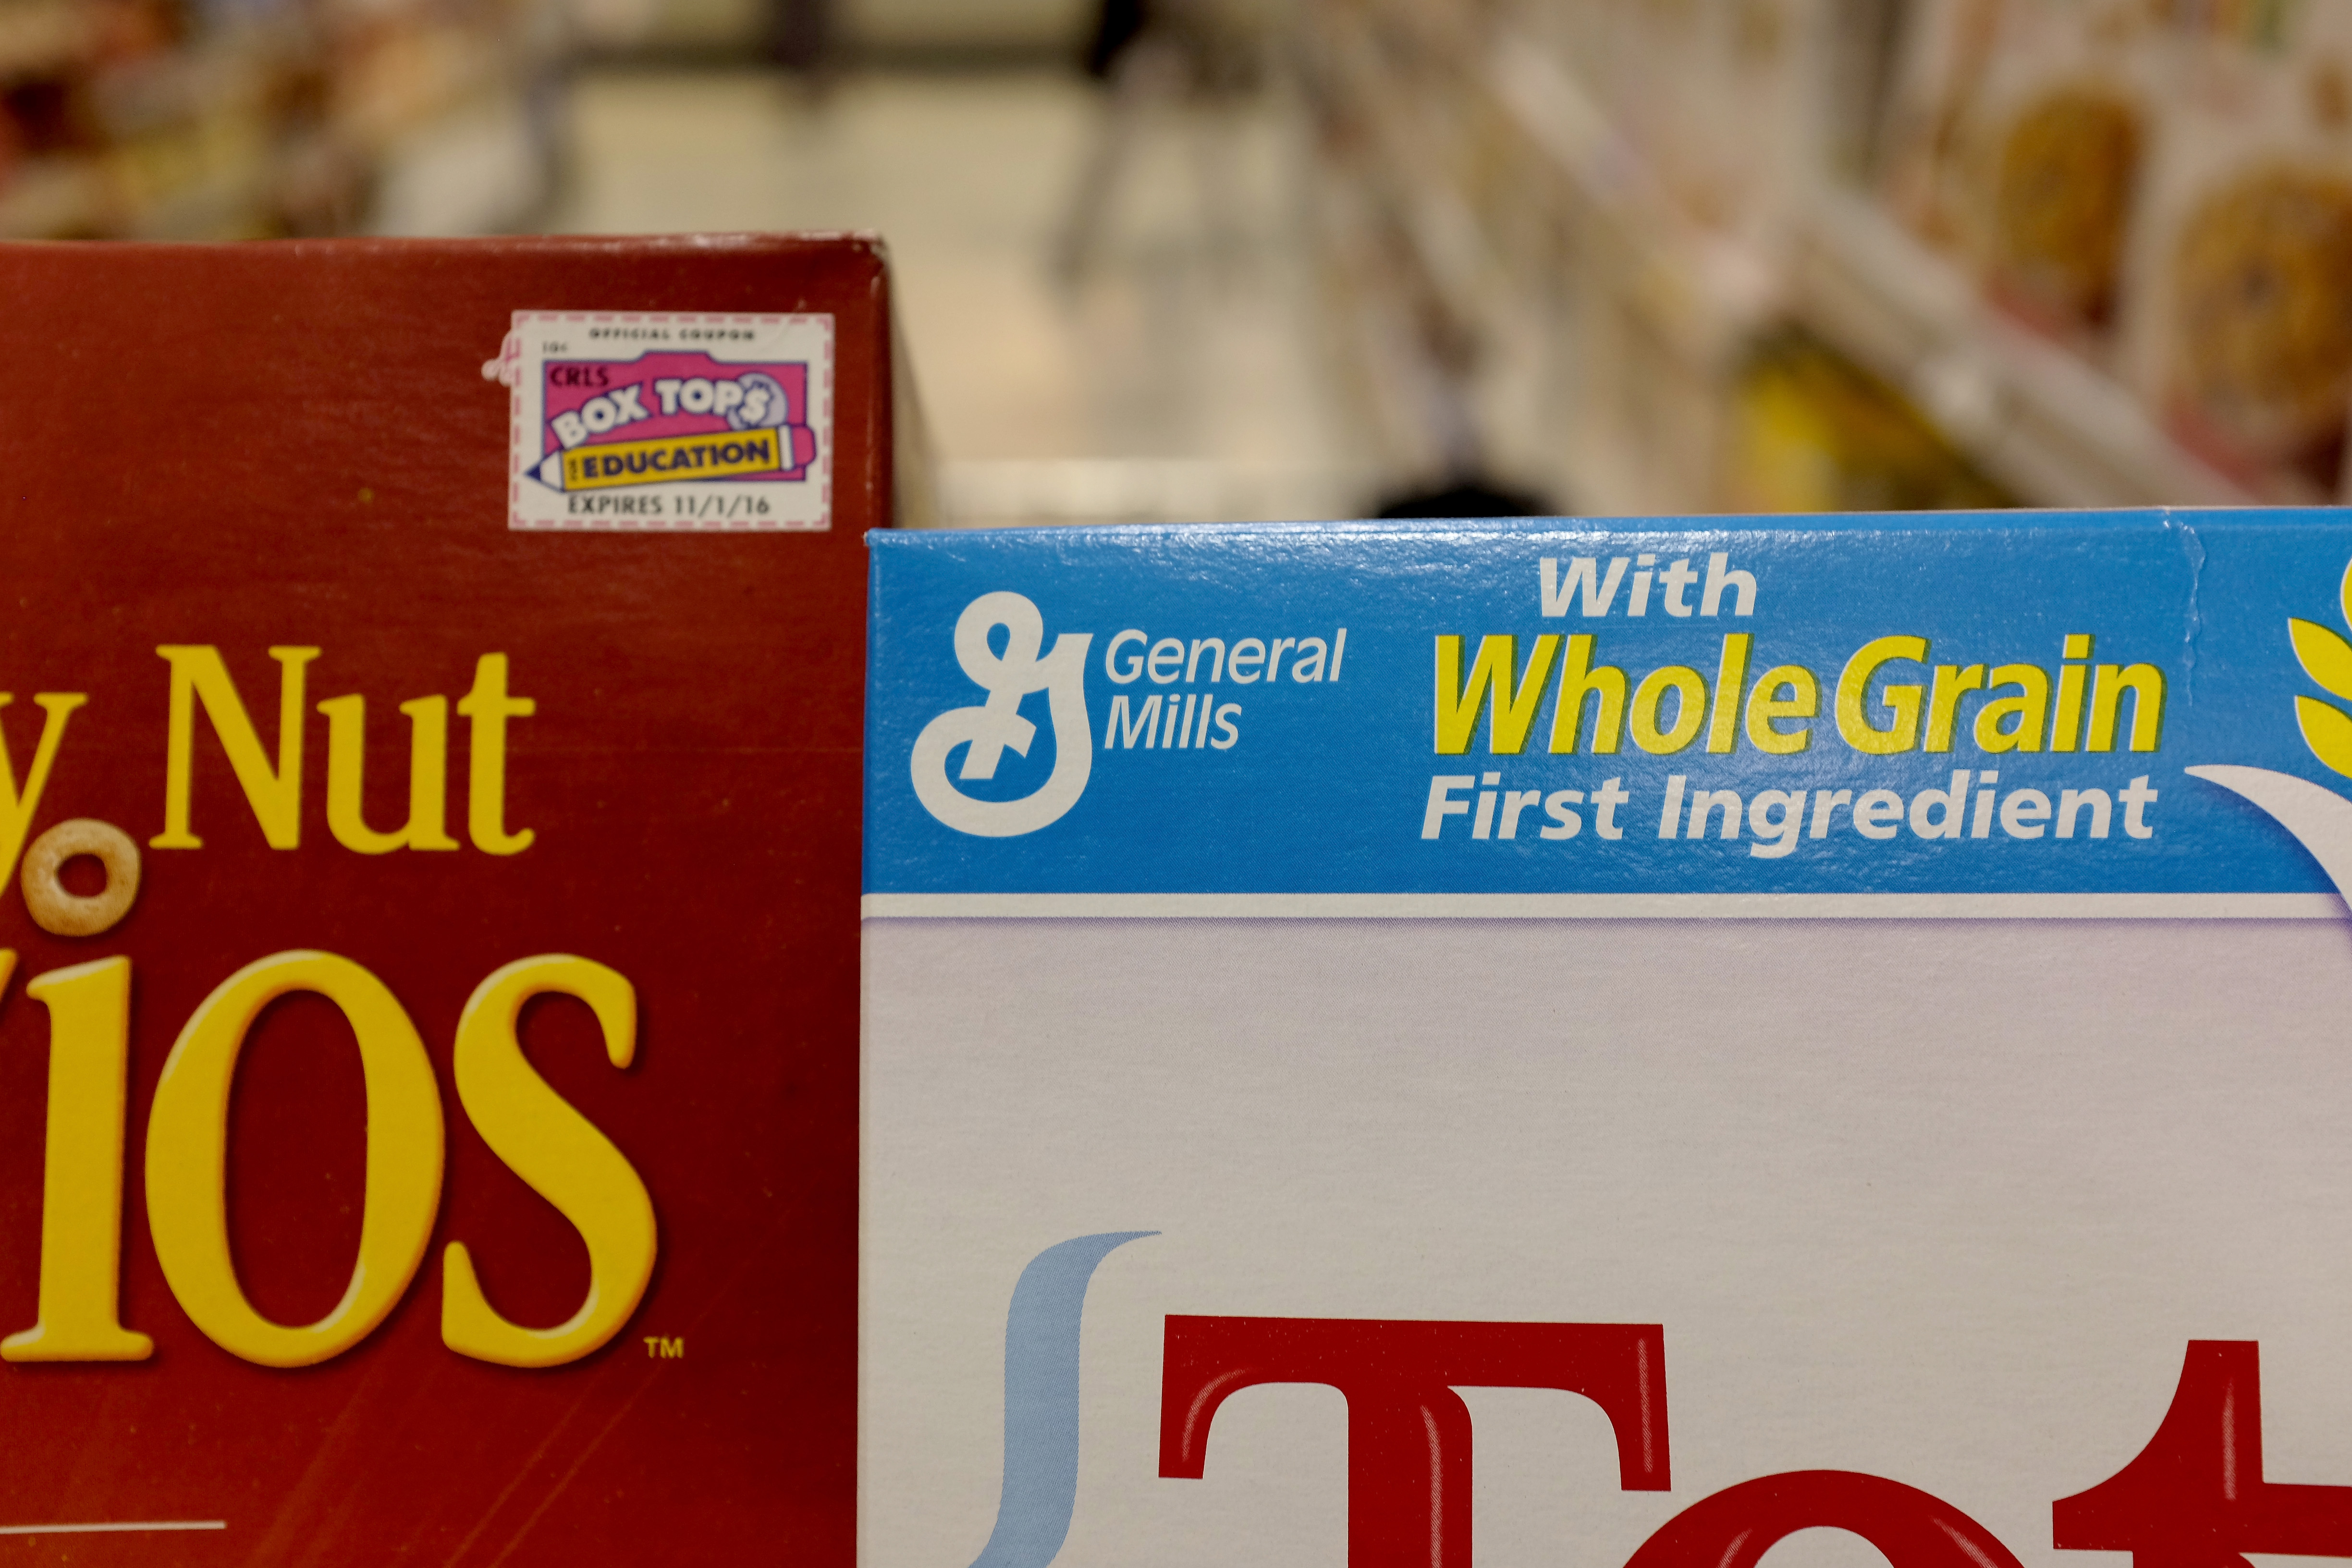 OFFICIAL COUPON
10¢
CRLS
BOX TOPS
FOR EDUCATION
EXPIRES 11/1/16
y Nut
ios
TM
General
Mills
With
Whole Grain
First Ingredient
Tot